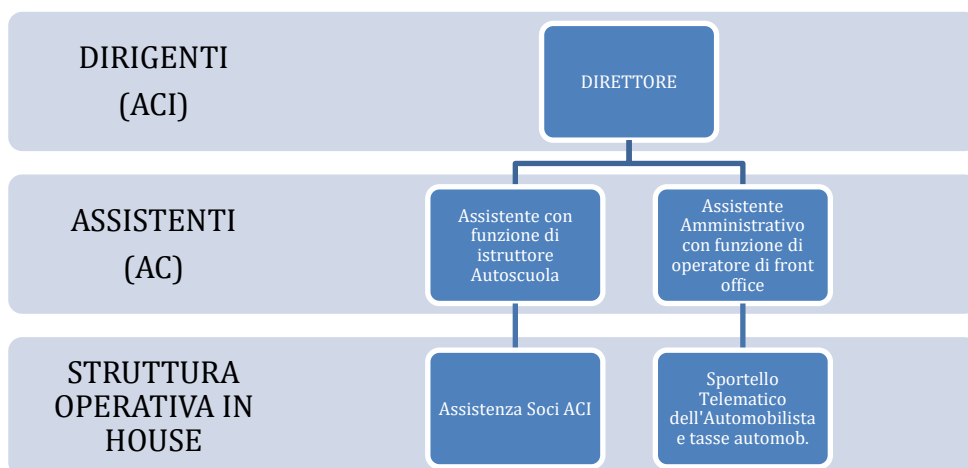 DIRIGENTI
(ACI)
DIRETTORE
ASSISTENTI
(AC)
Assistente con
funzione di
istruttore
Autoscuola
Assistente
Amministrativo
con funzione di
operatore di front
office
STRUTTURA
OPERATIVA IN
HOUSE
Assistenza Soci ACI
Sportello
Telematico
dell'Automobilista
e tasse automob.